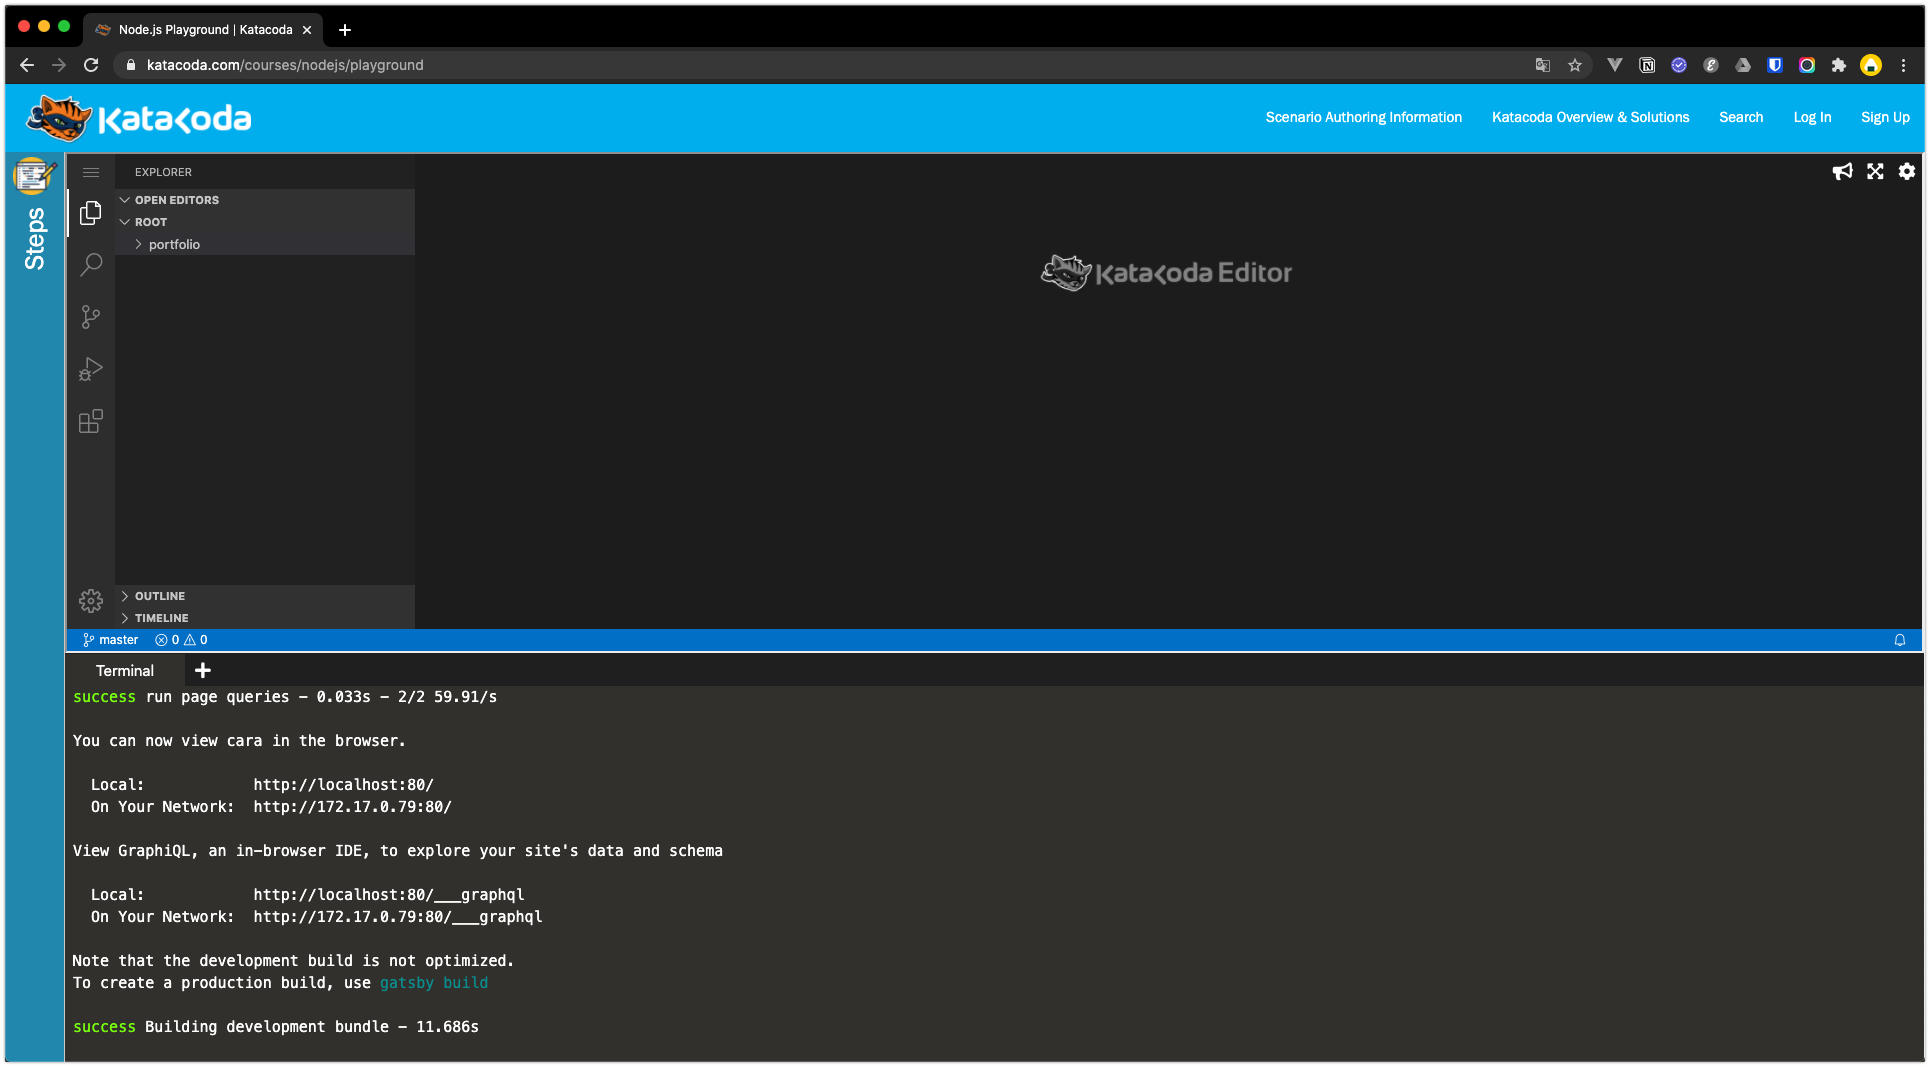 Node.js Playground | Katacoda
katacoda.com/courses/nodejs/playground
Katacoda
Scenario Authoring Information
Katacoda Overview & Solutions
Search
Log In
Sign Up
Steps
EXPLORER
OPEN EDITORS
ROOT
portfolio
Katacoda Editor
OUTLINE
TIMELINE
master 0 0
Terminal
success run page queries - 0.033s - 2/2 59.91/s
You can now view cara in the browser.
Local: http://localhost:80/
On Your Network: http://172.17.0.79:80/
View GraphiQL, an in-browser IDE, to explore your site's data and schema
Local: http://localhost:80/___graphql
On Your Network: http://172.17.0.79:80/___graphql
Note that the development build is not optimized.
To create a production build, use gatsby build
success Building development bundle - 11.686s